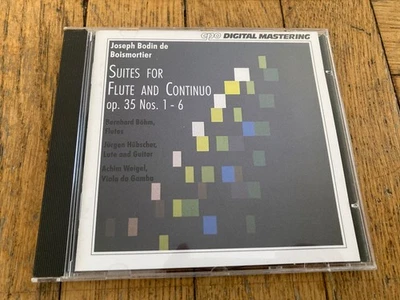 cpo DIGITAL MASTERING
Joseph Bodin de
Boismortier
SUITES FOR
FLUTE AND CONTINUO
op. 35 Nos. 1 - 6
Bernhard Böhm,
Flutes
Jürgen Hübscher,
Lute and Guitar
Achim Weigel,
Viola da Gamba